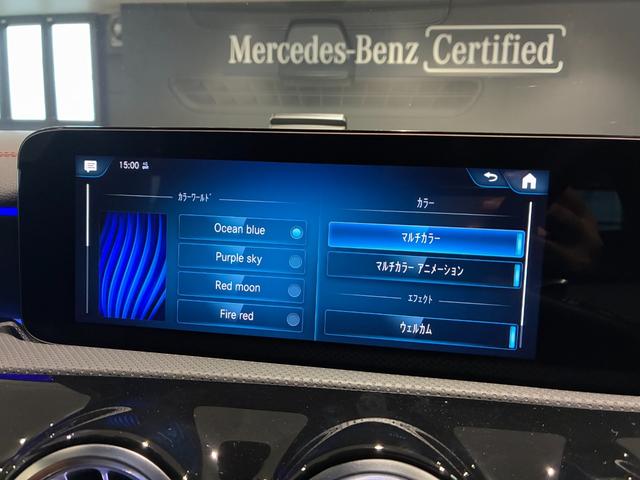 Mercedes-Benz Certified
15:00
カラーワールド
Ocean blue
Purple sky
Red moon
Fire red
カラー
マルチカラー
マルチカラー アニメーション
エフェクト
ウェルカム